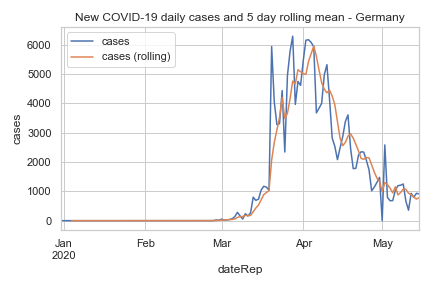 New COVID-19 daily cases and 5 day rolling mean - Germany
cases
cases (rolling)
6000
5000
4000
3000
2000
1000
0
cases
Jan
2020
Feb
Mar
Apr
May
dateRep